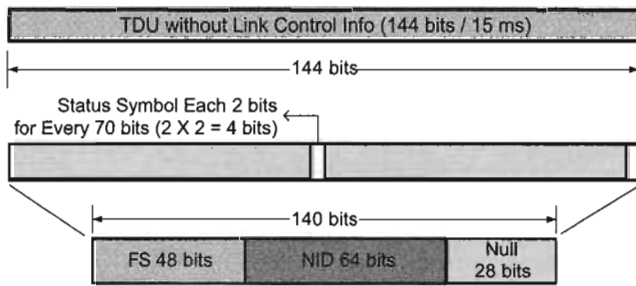 TDU without Link Control Info (144 bits / 15 ms)
144 bits
Status Symbol Each 2 bits
for Every 70 bits (2 X 2 = 4 bits)
140 bits
FS 48 bits
NID 64 bits
Null
28 bits